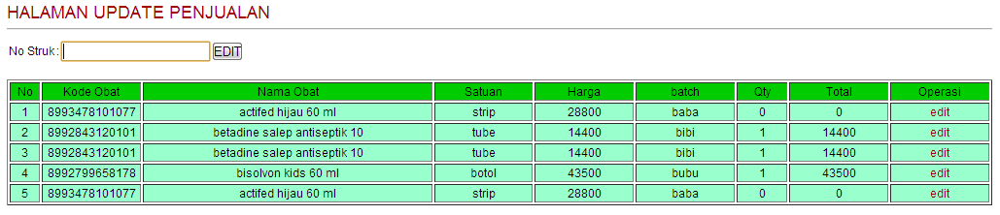 HALAMAN UPDATE PENJUALAN
No Struk: EDIT
No Kode Obat Nama Obat Satuan Harga batch Qty Total Operasi
1 8993478101077 actifed hijau 60 ml strip 28800 baba 0 0 edit
2 8992843120101 betadine salep antiseptik 10 tube 14400 bibi 1 14400 edit
3 8992843120101 betadine salep antiseptik 10 tube 14400 bibi 1 14400 edit
4 8992799658178 bisolvon kids 60 ml botol 43500 bubu 1 43500 edit
5 8993478101077 actifed hijau 60 ml strip 28800 baba 0 0 edit